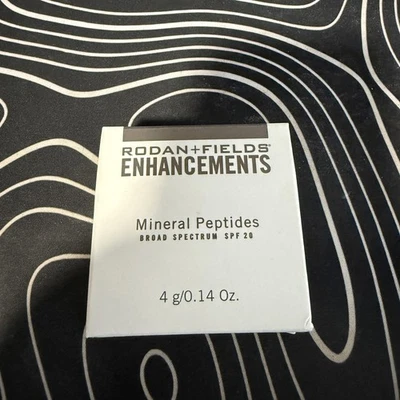 RODAN+FIELDS®
ENHANCEMENTS
Mineral Peptides
BROAD SPECTRUM SPF 20
4 g/0.14 Oz.